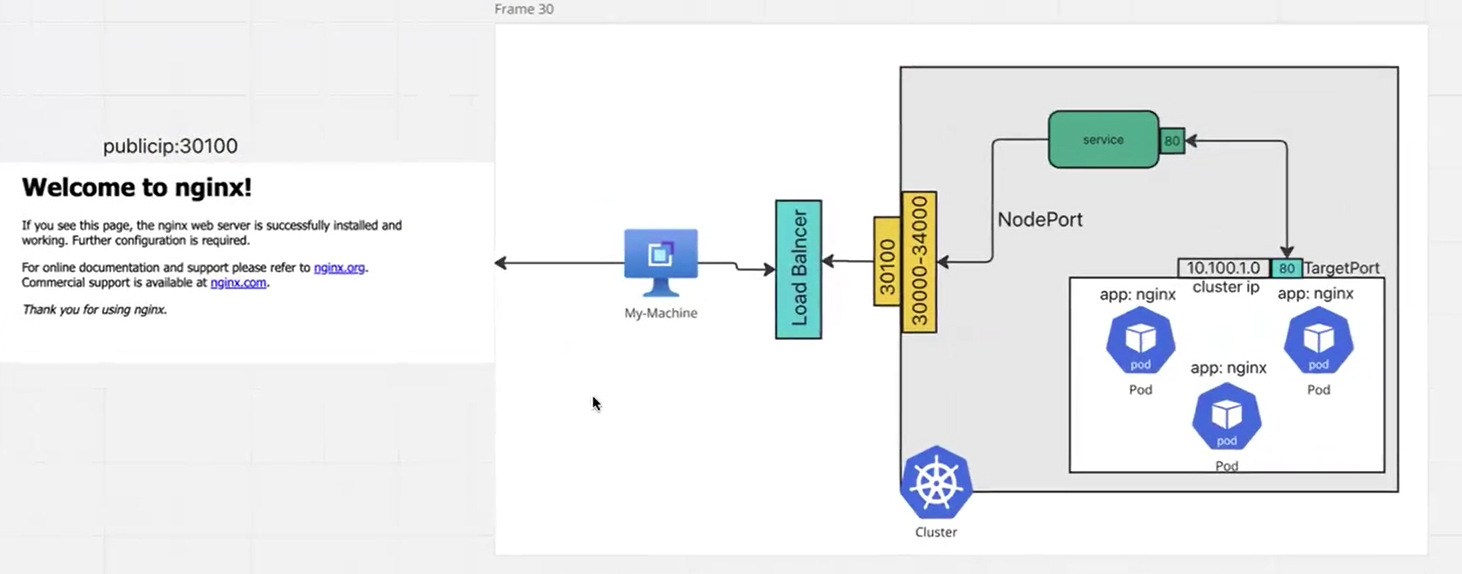 Frame 30
publicip:30100
Welcome to nginx!
If you see this page, the nginx web server is successfully installed and
working. Further configuration is required.
For online documentation and support please refer to nginx.org.
Commercial support is available at nginx.com.
Thank you for using nginx.
My-Machine
Load Balncer
30100
30000-34000
NodePort
service
80
10.100.1.0
80
TargetPort
cluster ip
app: nginx
app: nginx
pod
pod
Pod
Pod
app: nginx
pod
Pod
Cluster